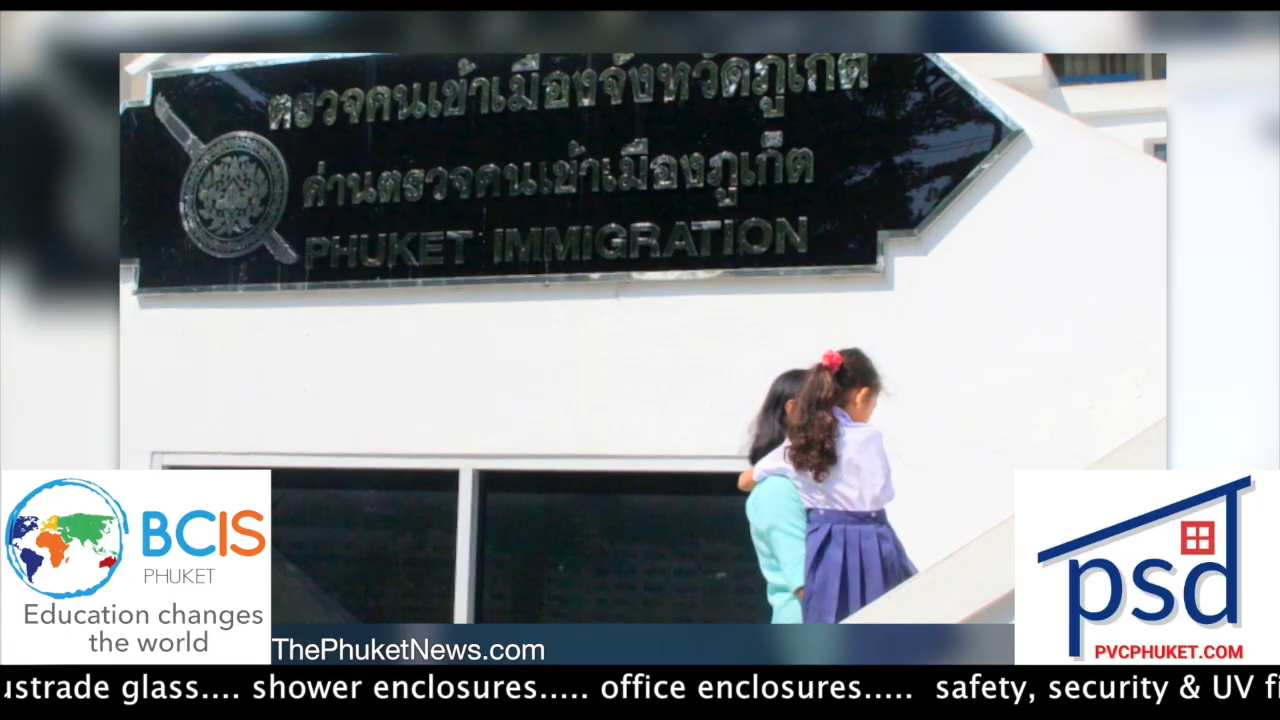 ตรวจคนเข้าเมืองจังหวัดภูเก็ต
ด่านตรวจคนเข้าเมืองภูเก็ต
PHUKET IMMIGRATION
BCIS
PHUKET
Education changes
the world
ThePhuketNews.com
psd
PVCPHUKET.COM
ustrade glass.... shower enclosures..... office enclosures..... safety, security & UV fi